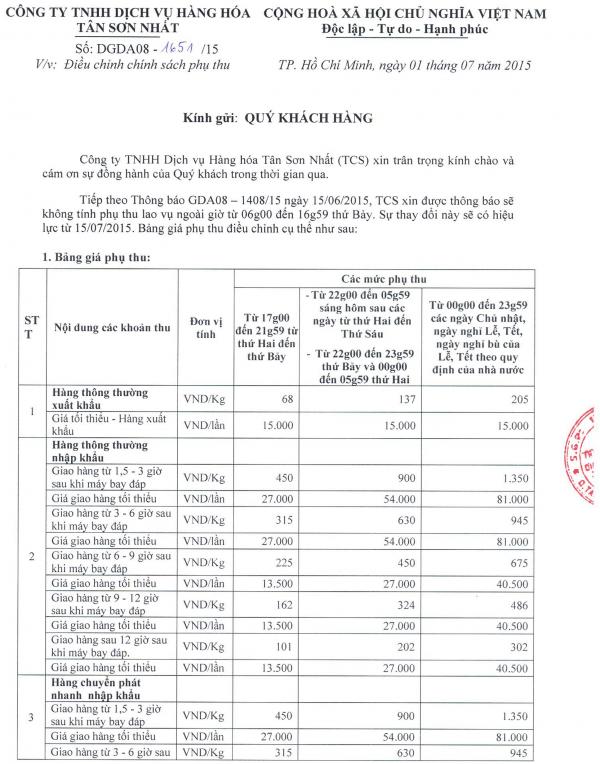 CÔNG TY TNHH DỊCH VỤ HÀNG HÓA
TÂN SƠN NHẤT
CỘNG HOÀ XÃ HỘI CHỦ NGHĨA VIỆT NAM
Độc lập - Tự do - Hạnh phúc
Số: DGDA08 - 1651 /15
V/v: Điều chỉnh chính sách phụ thu
TP. Hồ Chí Minh, ngày 01 tháng 07 năm 2015
Kính gửi: QUÝ KHÁCH HÀNG
Công ty TNHH Dịch vụ Hàng hóa Tân Sơn Nhất (TCS) xin trân trọng kính chào và
cám ơn sự đồng hành của Quý khách trong thời gian qua.
Tiếp theo Thông báo GDA08 – 1408/15 ngày 15/06/2015, TCS xin được thông báo sẽ
không tính phụ thu lao vụ ngoài giờ từ 06g00 đến 16g59 thứ Bảy. Sự thay đổi này sẽ có hiệu
lực từ 15/07/2015. Bảng giá phụ thu điều chỉnh cụ thể như sau:
1. Bảng giá phụ thu:
ST
T
Nội dung các khoản thu
Đơn vị
tính
Các mức phụ thu
Từ 17g00
đến 21g59 từ
thứ Hai đến
thứ Bảy
- Từ 22g00 đến 05g59
sáng hôm sau các
ngày từ thứ Hai đến
Thứ Sáu
- Từ 22g00 đến 23g59
thứ Bảy và 00g00
đến 05g59 thứ Hai
Từ 00g00 đến 23g59
các ngày Chủ nhật,
ngày nghỉ Lễ, Tết,
ngày nghỉ bù của
Lễ, Tết theo quy
định của nhà nước
1
Hàng thông thường
xuất khẩu
VND/Kg 68 137 205
Giá tối thiểu - Hàng xuất
khẩu
VND/lần 15.000 15.000 15.000
2
Hàng thông thường
nhập khẩu
Giao hàng từ 1,5 - 3 giờ
sau khi máy bay đáp
VND/Kg 450 900 1.350
Giá giao hàng tối thiểu VND/lần 27.000 54.000 81.000
Giao hàng từ 3 - 6 giờ sau
khi máy bay đáp
VND/Kg 315 630 945
Giá giao hàng tối thiểu VND/lần 27.000 54.000 81.000
Giao hàng từ 6 - 9 giờ sau
khi máy bay đáp
VND/Kg 225 450 675
Giá giao hàng tối thiểu VND/lần 13.500 27.000 40.500
Giao hàng từ 9 - 12 giờ
sau khi máy bay đáp.
VND/Kg 162 324 486
Giá giao hàng tối thiểu VND/lần 13.500 27.000 40.500
Giao hàng sau 12 giờ sau
khi máy bay đáp.
VND/Kg 101 202 302
Giá giao hàng tối thiểu VND/lần 13.500 27.000 40.500
3
Hàng chuyển phát
nhanh nhập khẩu
Giao hàng từ 1,5 - 3 giờ
sau khi máy bay đáp
VND/Kg 450 900 1.350
Giá giao hàng tối thiểu VND/lần 27.000 54.000 81.000
Giao hàng từ 3 - 6 giờ sau VND/Kg 315 630 945